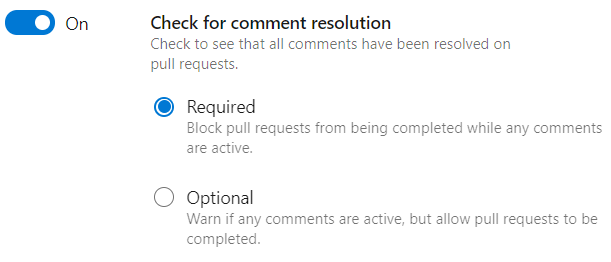 On
Check for comment resolution
Check to see that all comments have been resolved on
pull requests.
Required
Block pull requests from being completed while any comments
are active.
Optional
Warn if any comments are active, but allow pull requests to be
completed.